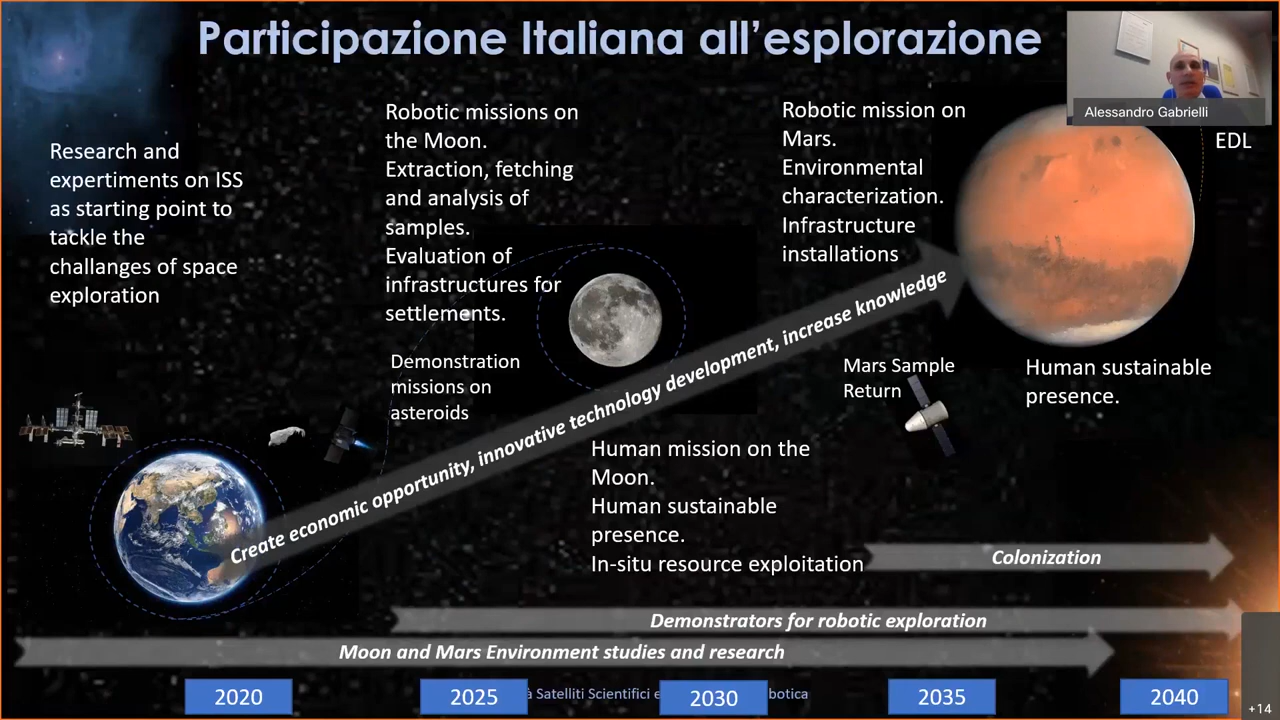 Participazione Italiana all'esplorazione
Alessandro Gabrielli
Research and
expertiments on ISS
as starting point to
tackle the
challanges of space
exploration
Robotic missions on
the Moon.
Extraction, fetching
and analysis of
samples.
Evaluation of
infrastructures for
settlements.
Demonstration
missions on
asteroids
Robotic mission on
Mars.
Environmental
characterization.
Infrastructure
installations
EDL
Create economic opportunity, innovative technology development, increase knowledge
Mars Sample
Return
Human sustainable
presence.
Human mission on the
Moon.
Human sustainable
presence.
In-situ resource exploitation
Colonization
Demonstrators for robotic exploration
Moon and Mars Environment studies and research
2020
2025
à Satelliti Scientifici e
2030
botica
2035
2040
+14